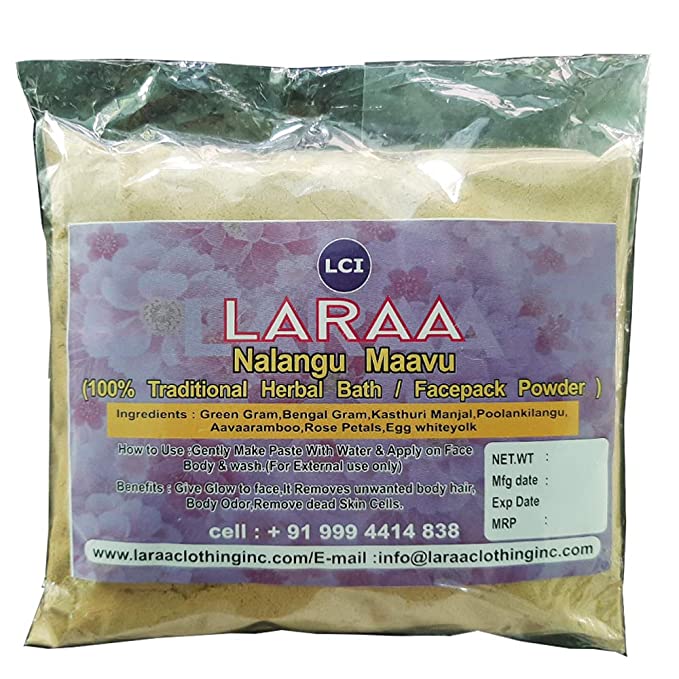 LCI
LARAA
Nalangu Maavu
(100% Traditional Herbal Bath / Facepack Powder )
Ingredients : Green Gram,Bengal Gram,Kasthuri Manjal,Poolankilangu,
Aavaaramboo,Rose Petals,Egg whiteyolk
How to Use :Gently Make Paste With Water & Apply on Face
Body & wash.(For External use only)
Benefits : Give Glow to face,It Removes unwanted body hair,
Body Odor,Remove dead Skin Cells.
NET.WT :
Mfg date :
Exp Date :
MRP :
cell : + 91 999 4414 838
www.laraaclothinginc.com/E-mail :info@laraaclothinginc.com